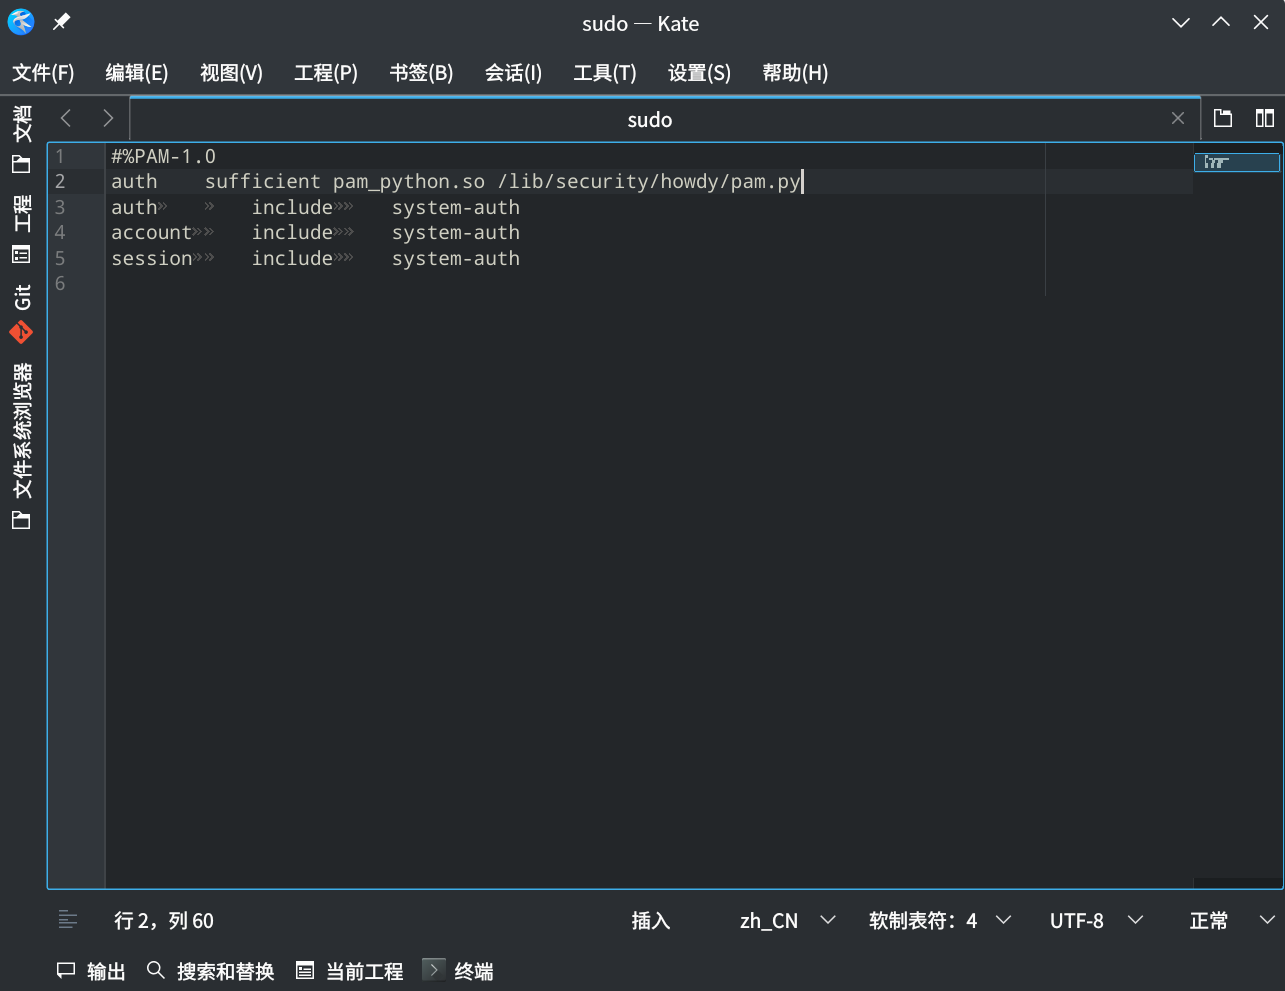 sudo — Kate
文件(F) 编辑(E) 视图(V) 工程(P) 书签(B) 会话(I) 工具(T) 设置(S) 帮助(H)
sudo
文档
工程
Git
文件系统浏览器
1 #%PAM-1.0
2 auth    sufficient pam_python.so /lib/security/howdy/pam.py
3 auth»   »   include»»   system-auth
4 account»»   include»»   system-auth
5 session»»   include»»   system-auth
6
行 2，列 60 插入 zh_CN 软制表符：4 UTF-8 正常
输出 搜索和替换 当前工程 终端